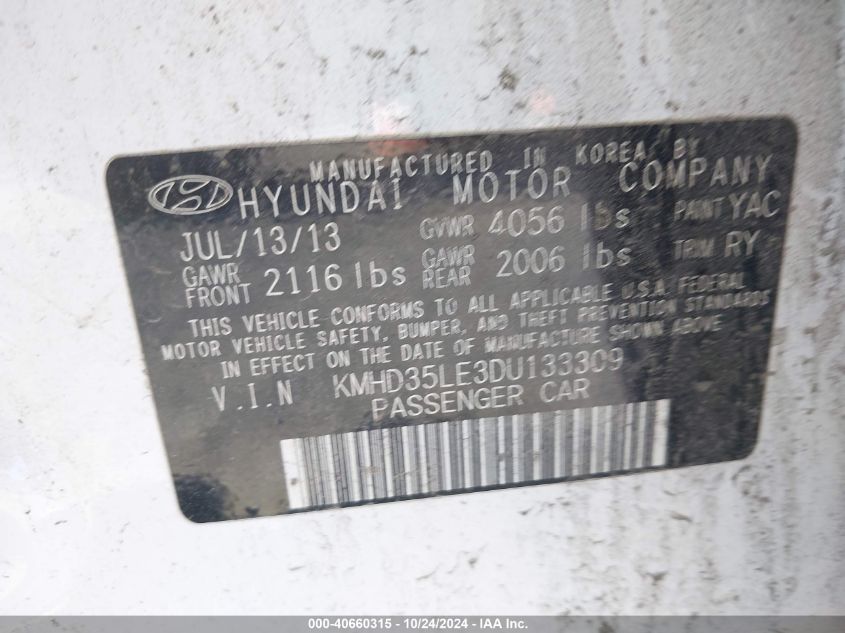 MANUFACTURED IN KOREA BY
HYUNDAI MOTOR COMPANY
JUL/13/13 GVWR 4056 lbs PAINT YAC
GAWR FRONT 2116 lbs GAWR REAR 2006 lbs TRIM RY
THIS VEHICLE CONFORMS TO ALL APPLICABLE U.S.A. FEDERAL
MOTOR VEHICLE SAFETY, BUMPER, AND THEFT PREVENTION STANDARDS
IN EFFECT ON THE DATE OF MANUFACTURE SHOWN ABOVE
V.I.N KMHD35LE3DU133309
PASSENGER CAR
000-40660315 - 10/24/2024 - IAA Inc.